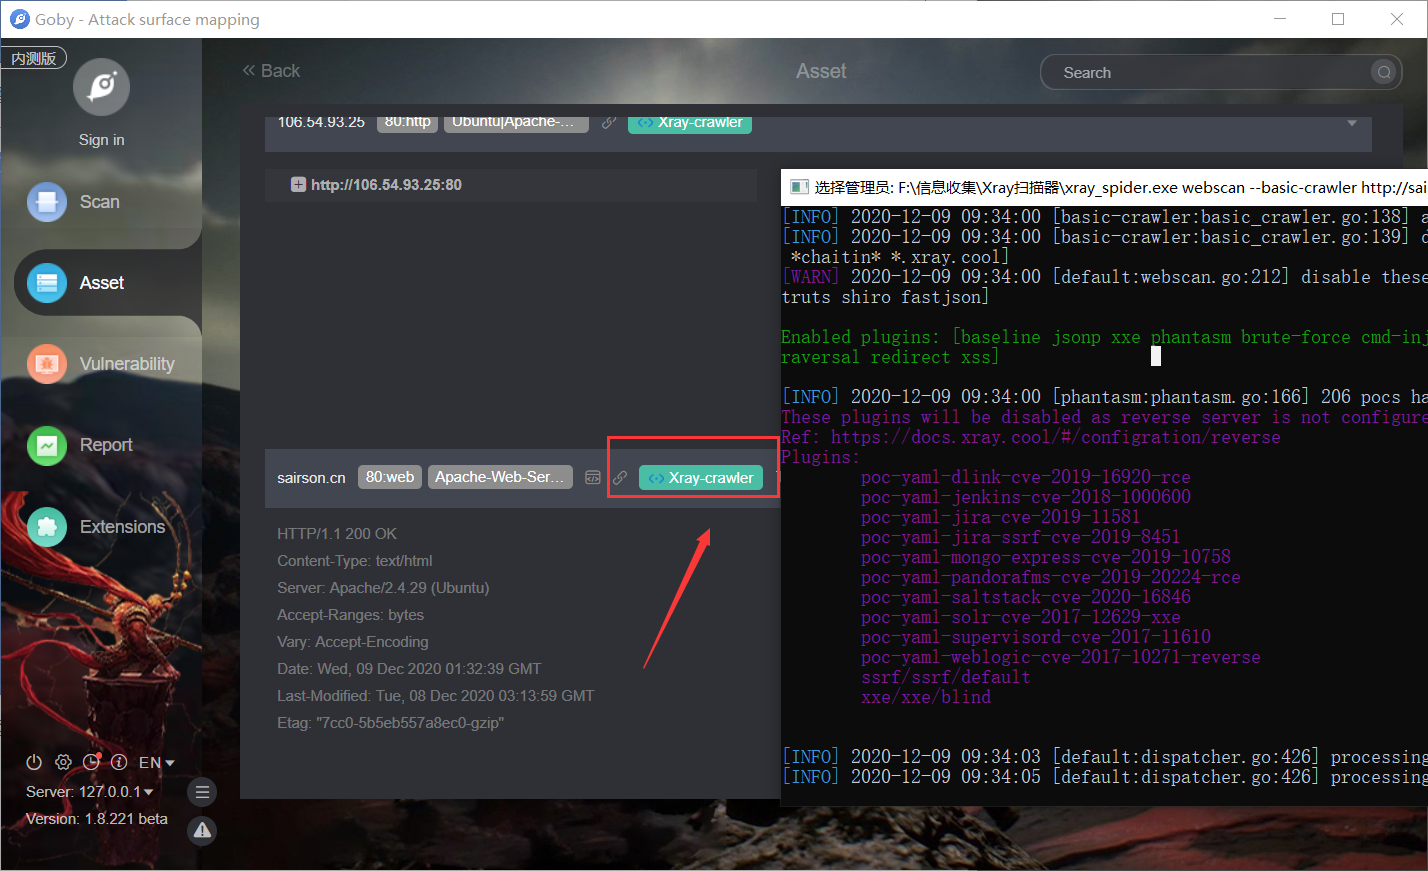 Goby - Attack surface mapping
内测版
Sign in
Scan
Asset
Vulnerability
Report
Extensions
EN
Server: 127.0.0.1
Version: 1.8.221 beta
Back
Asset
Search
106.54.93.25 80:http Ubuntu|Apache-... Xray-crawler
http://106.54.93.25:80
sairson.cn 80:web Apache-Web-Ser... Xray-crawler
HTTP/1.1 200 OK
Content-Type: text/html
Server: Apache/2.4.29 (Ubuntu)
Accept-Ranges: bytes
Vary: Accept-Encoding
Date: Wed, 09 Dec 2020 01:32:39 GMT
Last-Modified: Tue, 08 Dec 2020 03:13:59 GMT
Etag: "7cc0-5b5eb557a8ec0-gzip"
选择管理员: F:\信息收集\Xray扫描器\xray_spider.exe webscan --basic-crawler http://sai
[INFO] 2020-12-09 09:34:00 [basic-crawler:basic_crawler.go:138] a
[INFO] 2020-12-09 09:34:00 [basic-crawler:basic_crawler.go:139] d
*chaitin* *.xray.cool]
[WARN] 2020-12-09 09:34:00 [default:webscan.go:212] disable these
truts shiro fastjson]
Enabled plugins: [baseline jsonp xxe phantasm brute-force cmd-inj
raversal redirect xss]
[INFO] 2020-12-09 09:34:00 [phantasm:phantasm.go:166] 206 pocs ha
These plugins will be disabled as reverse server is not configure
Ref: https://docs.xray.cool/#/configration/reverse
Plugins:
poc-yaml-dlink-cve-2019-16920-rce
poc-yaml-jenkins-cve-2018-1000600
poc-yaml-jira-cve-2019-11581
poc-yaml-jira-ssrf-cve-2019-8451
poc-yaml-mongo-express-cve-2019-10758
poc-yaml-pandorafms-cve-2019-20224-rce
poc-yaml-saltstack-cve-2020-16846
poc-yaml-solr-cve-2017-12629-xxe
poc-yaml-supervisord-cve-2017-11610
poc-yaml-weblogic-cve-2017-10271-reverse
ssrf/ssrf/default
xxe/xxe/blind
[INFO] 2020-12-09 09:34:03 [default:dispatcher.go:426] processing
[INFO] 2020-12-09 09:34:05 [default:dispatcher.go:426] processing